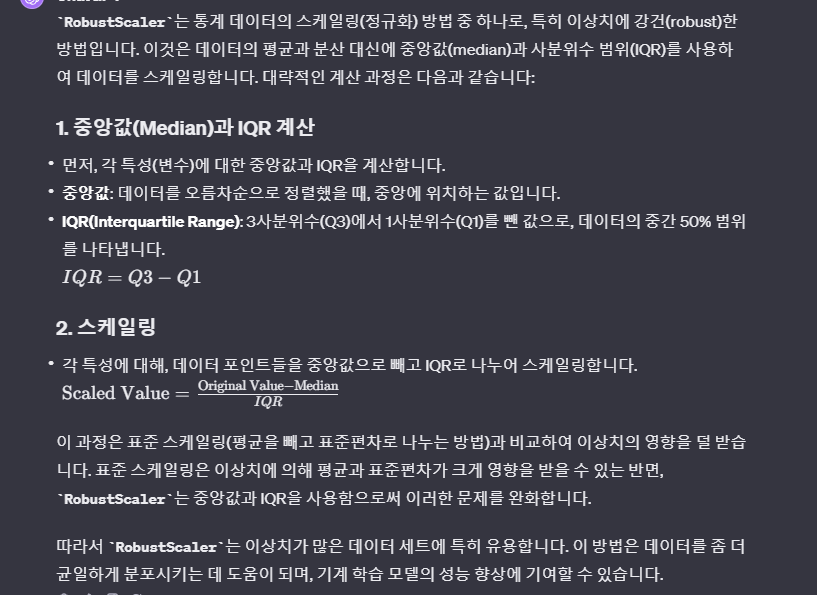 `RobustScaler`는 통계 데이터의 스케일링(정규화) 방법 중 하나로, 특히 이상치에 강건(robust)한
방법입니다. 이것은 데이터의 평균과 분산 대신에 중앙값(median)과 사분위수 범위(IQR)를 사용하
여 데이터를 스케일링합니다. 대략적인 계산 과정은 다음과 같습니다:
1. 중앙값(Median)과 IQR 계산
• 먼저, 각 특성(변수)에 대한 중앙값과 IQR을 계산합니다.
• 중앙값: 데이터를 오름차순으로 정렬했을 때, 중앙에 위치하는 값입니다.
• IQR(Interquartile Range): 3사분위수(Q3)에서 1사분위수(Q1)를 뺀 값으로, 데이터의 중간 50% 범위
를 나타냅니다.
IQR = Q3 − Q1
2. 스케일링
• 각 특성에 대해, 데이터 포인트들을 중앙값으로 빼고 IQR로 나누어 스케일링합니다.
Scaled Value = Original Value−Median / IQR
이 과정은 표준 스케일링(평균을 빼고 표준편차로 나누는 방법)과 비교하여 이상치의 영향을 덜 받습
니다. 표준 스케일링은 이상치에 의해 평균과 표준편차가 크게 영향을 받을 수 있는 반면,
`RobustScaler`는 중앙값과 IQR을 사용함으로써 이러한 문제를 완화합니다.
따라서 `RobustScaler`는 이상치가 많은 데이터 세트에 특히 유용합니다. 이 방법은 데이터를 좀 더
균일하게 분포시키는 데 도움이 되며, 기계 학습 모델의 성능 향상에 기여할 수 있습니다.